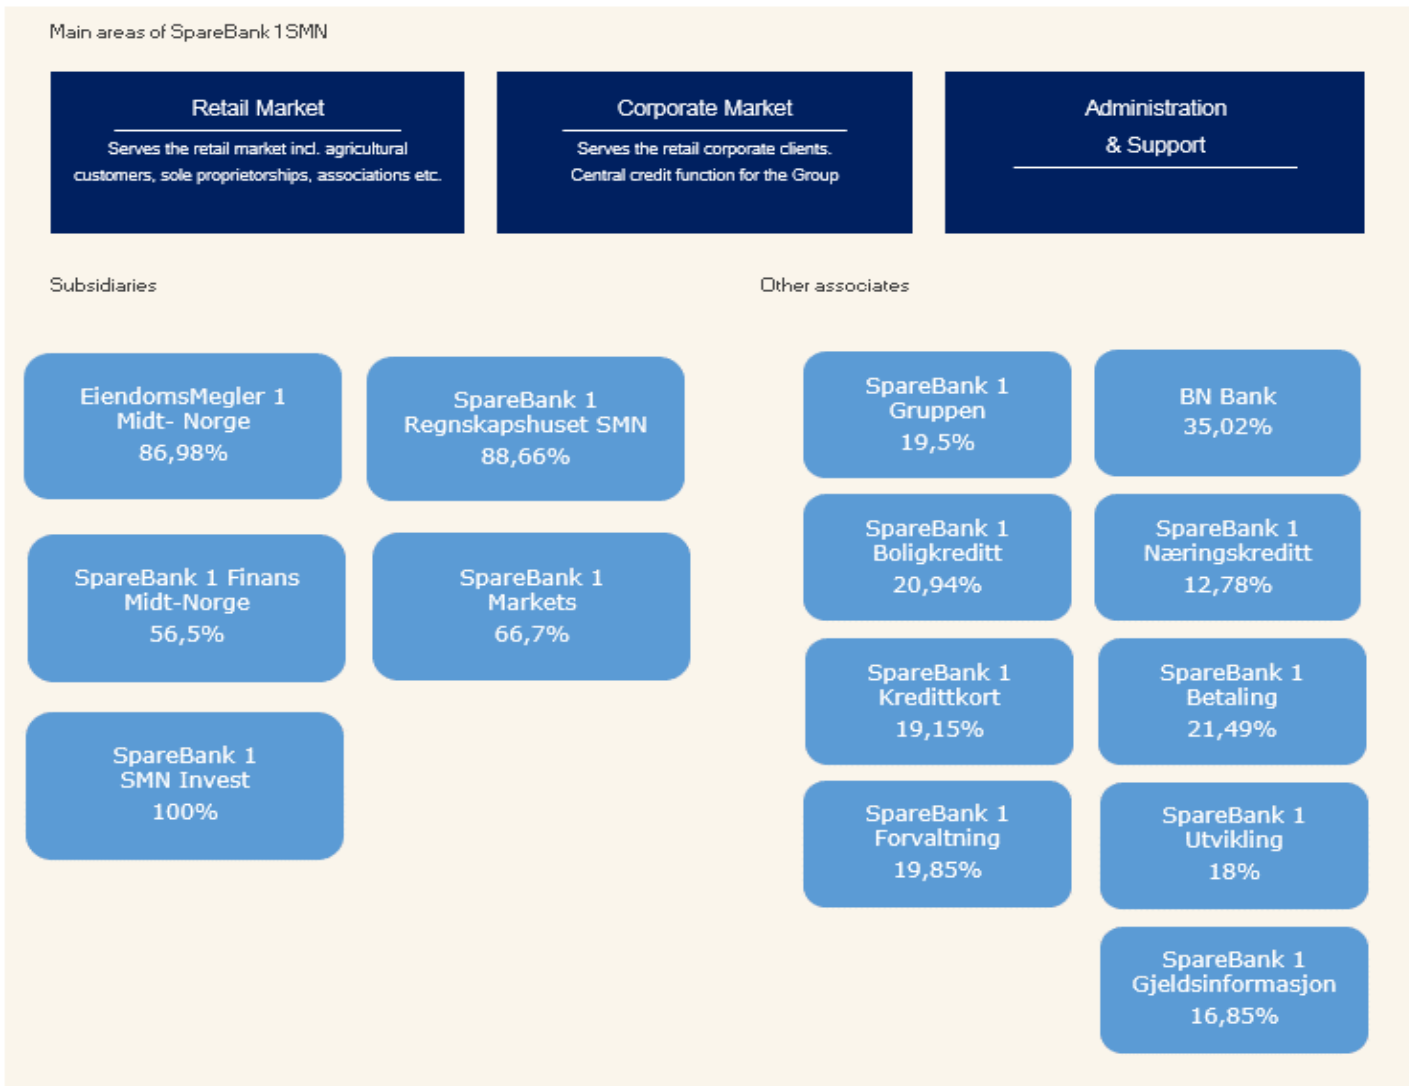 Main areas of SpareBank 1 SMN
Retail Market
Serves the retail market incl. agricultural
customers, sole proprietorships, associations etc.
Corporate Market
Serves the retail corporate clients.
Central credit function for the Group
Administration
& Support
Subsidiaries
EiendomsMegler 1
Midt- Norge
86,98%
SpareBank 1
Regnskapshuset SMN
88,66%
SpareBank 1 Finans
Midt-Norge
56,5%
SpareBank 1
Markets
66,7%
SpareBank 1
SMN Invest
100%
Other associates
SpareBank 1
Gruppen
19,5%
BN Bank
35,02%
SpareBank 1
Boligkreditt
20,94%
SpareBank 1
Næringskreditt
12,78%
SpareBank 1
Kredittkort
19,15%
SpareBank 1
Betaling
21,49%
SpareBank 1
Forvaltning
19,85%
SpareBank 1
Utvikling
18%
SpareBank 1
Gjeldsinformasjon
16,85%